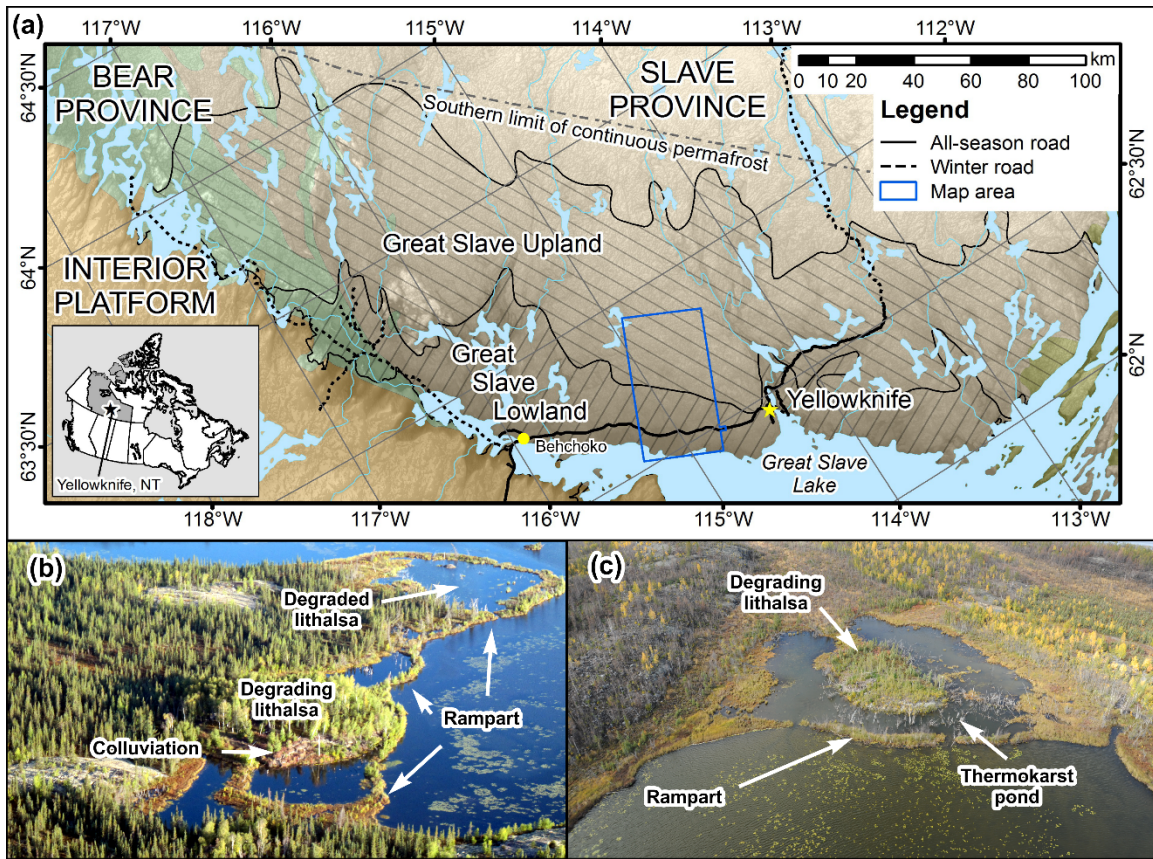 (a)
117°W
116°W
115°W
114°W
113°W
112°W
64°30'N
64°N
63°30'N
62°30'N
62°N
BEAR
PROVINCE
SLAVE
PROVINCE
INTERIOR
PLATFORM
Southern limit of continuous permafrost
0 10 20 40 60 80 100
km
Legend
All-season road
Winter road
Map area
Great Slave Upland
Great
Slave
Lowland
Yellowknife
Behchoko
Great Slave
Lake
Yellowknife, NT
118°W
117°W
116°W
115°W
114°W
113°W
(b)
Degraded
lithalsa
Degrading
lithalsa
Rampart
Colluviation
(c)
Degrading
lithalsa
Rampart
Thermokarst
pond